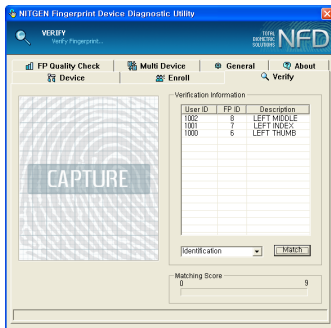 NITGEN Fingerprint Device Diagnostic Utility
VERIFY
Verify Fingerprint...
TOTAL
BIOMETRIC
SOLUTIONS
NFD
FP Quality Check
Multi Device
General
About
Device
Enroll
Verify
CAPTURE
Verification Information
User ID FP ID Description
1002 8 LEFT MIDDLE
1001 7 LEFT INDEX
1000 6 LEFT THUMB
Identification
Match
Matching Score
0 9